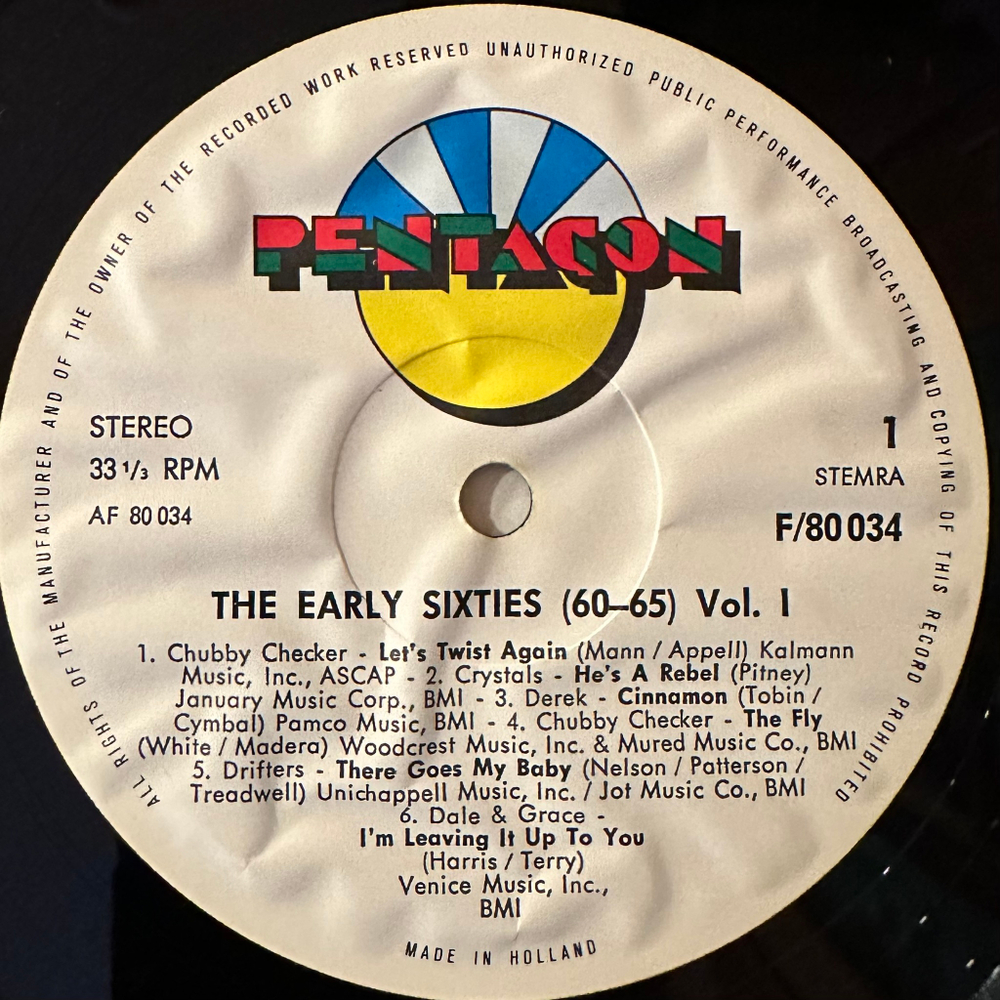 ALL RIGHTS OF THE MANUFACTURER AND OF THE OWNER OF THE RECORDED WORK RESERVED UNAUTHORIZED PUBLIC PERFORMANCE BROADCASTING AND COPYING OF THIS RECORD PROHIBITED
PENTAGON
STEREO
33 1/3 RPM
AF 80 034
1
STEMRA
F/80 034
THE EARLY SIXTIES (60–65) Vol. I
1. Chubby Checker - Let's Twist Again (Mann / Appell) Kalmann
Music, Inc., ASCAP - 2. Crystals - He's A Rebel (Pitney)
January Music Corp., BMI - 3. Derek - Cinnamon (Tobin /
Cymbal) Pamco Music, BMI - 4. Chubby Checker - The Fly
(White / Madera) Woodcrest Music, Inc. & Mured Music Co., BMI
5. Drifters - There Goes My Baby (Nelson / Patterson /
Treadwell) Unichappell Music, Inc. / Jot Music Co., BMI
6. Dale & Grace -
I'm Leaving It Up To You
(Harris / Terry)
Venice Music, Inc.,
BMI
MADE IN HOLLAND